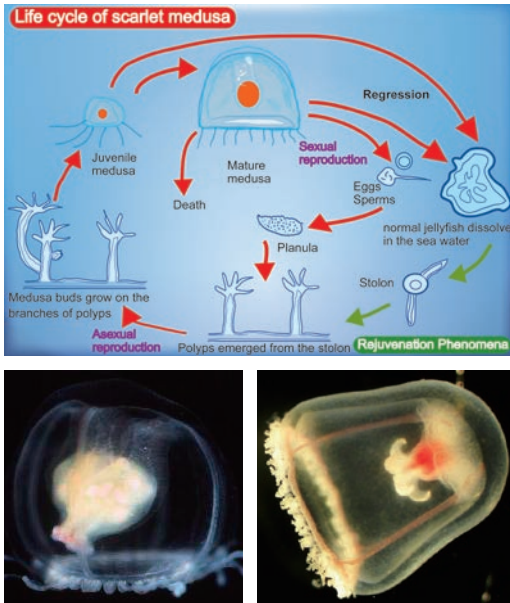 Life cycle of scarlet medusa
Regression
Juvenile
medusa
Mature
medusa
Sexual
reproduction
Eggs
Sperms
Death
normal jellyfish dissolve
in the sea water
Planula
Stolon
Medusa buds grow on the
branches of polyps
Asexual
reproduction
Polyps emerged from the stolon
Rejuvenation Phenomena